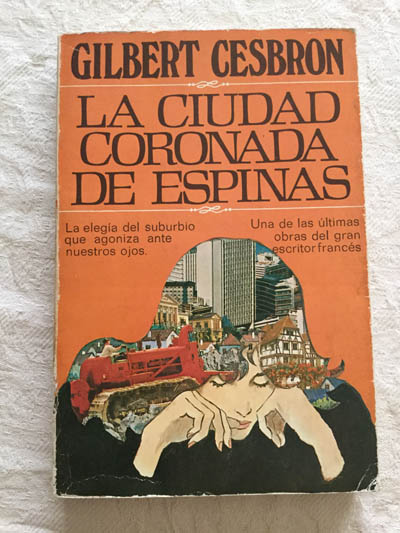 GILBERT CESBRON
LA CIUDAD
CORONADA
DE ESPINAS
La elegía del suburbio
que agoniza ante
nuestros ojos.
Una de las últimas
obras del gran
escritor francés